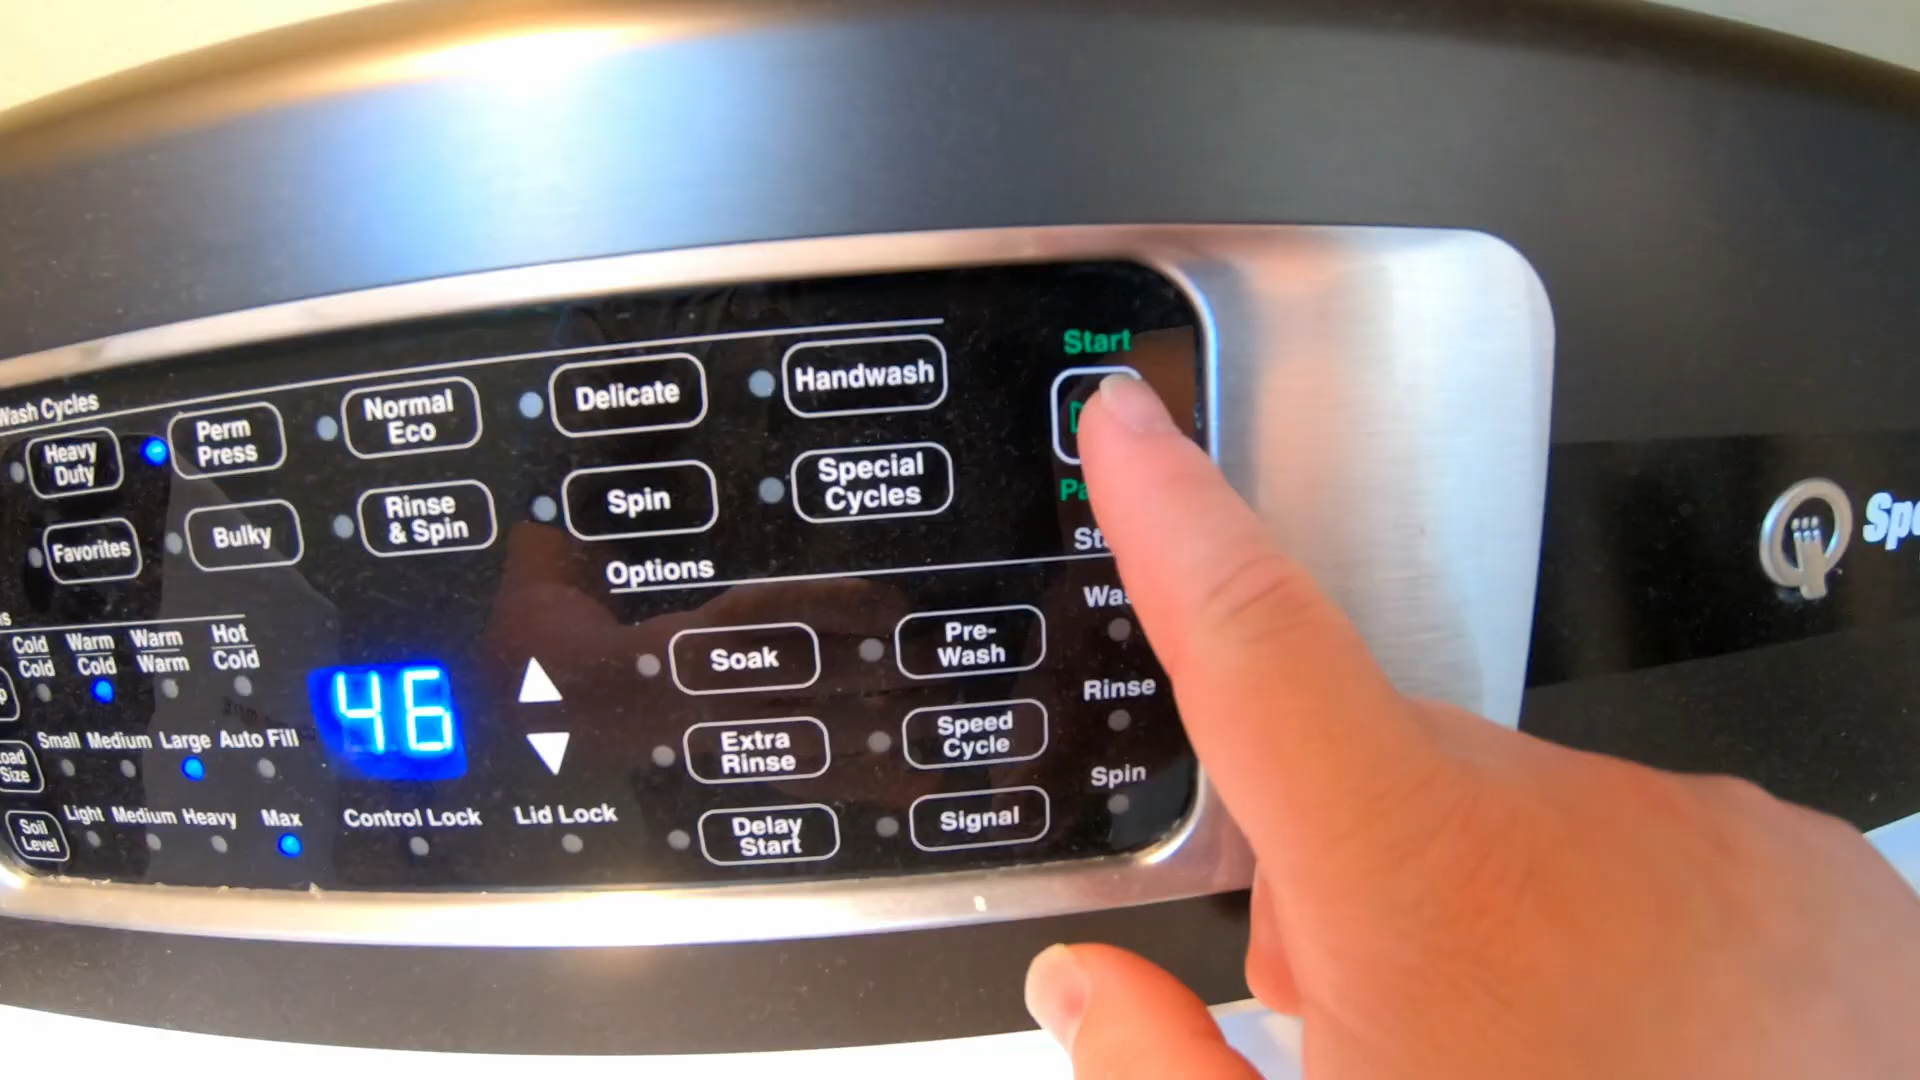 Wash Cycles
Heavy
Duty
Perm
Press
Normal
Eco
Delicate
Handwash
Start
Favorites
Bulky
Rinse
& Spin
Spin
Special
Cycles
Options
Cold
Cold
Warm
Cold
Warm
Warm
Hot
Cold
46
Soak
Pre-
Wash
Rinse
Small Medium Large Auto Fill
Size
Extra
Rinse
Speed
Cycle
Spin
Soil
Level
Light Medium Heavy Max
Control Lock
Lid Lock
Delay
Start
Signal